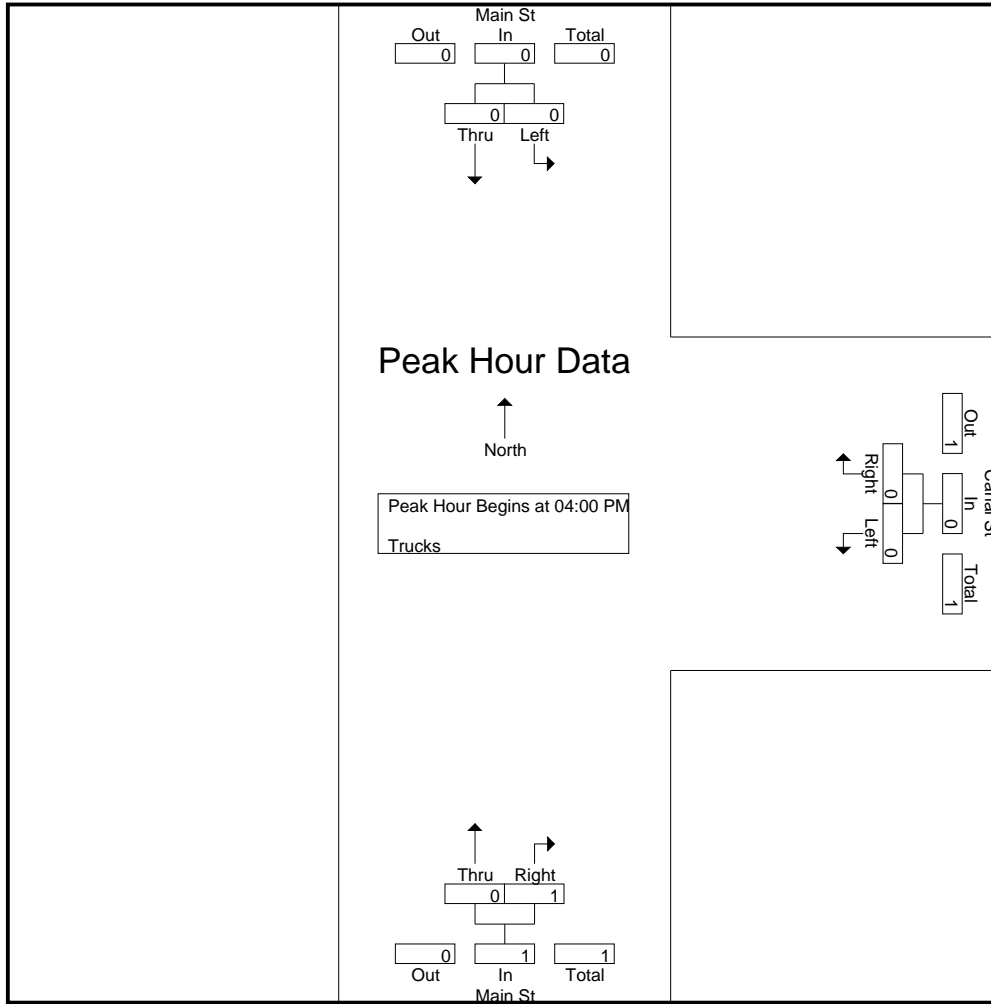 Main St
Out In Total
0 0 0
0 0
Thru Left
Peak Hour Data
North
Peak Hour Begins at 04:00 PM
Trucks
Out In Total
1 0 1
Right Left
0 0
Thru Right
0 1
0 1 1
Out In Total
Main St